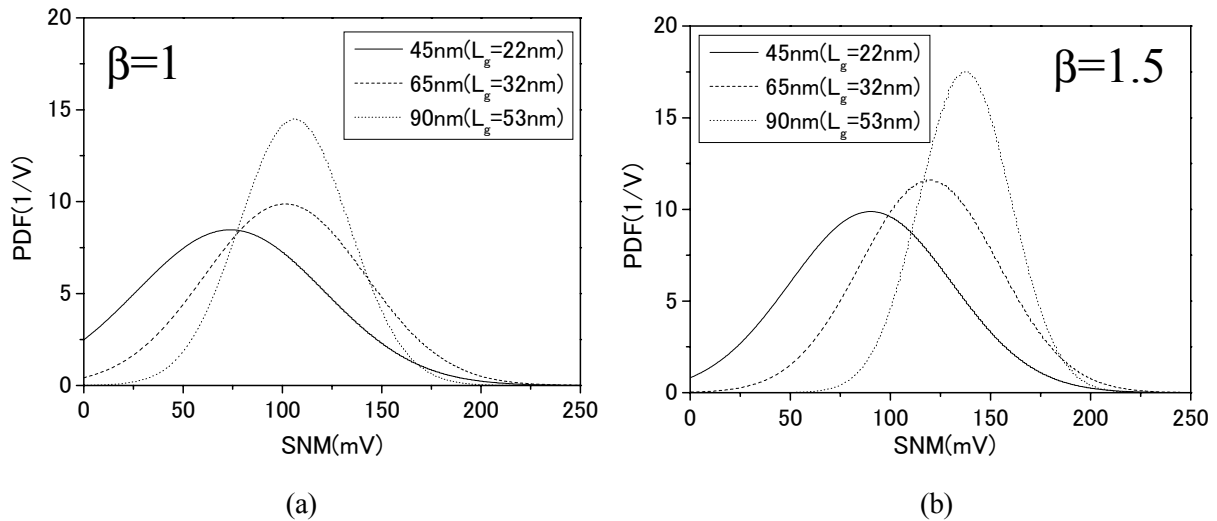 β=1
45nm(Lg=22nm)
65nm(Lg=32nm)
90nm(Lg=53nm)
20
15
10
5
0
PDF(1/V)
0 50 100 150 200 250
SNM(mV)
(a)
β=1.5
45nm(Lg=22nm)
65nm(Lg=32nm)
90nm(Lg=53nm)
20
15
10
5
0
PDF(1/V)
0 50 100 150 200 250
SNM(mV)
(b)